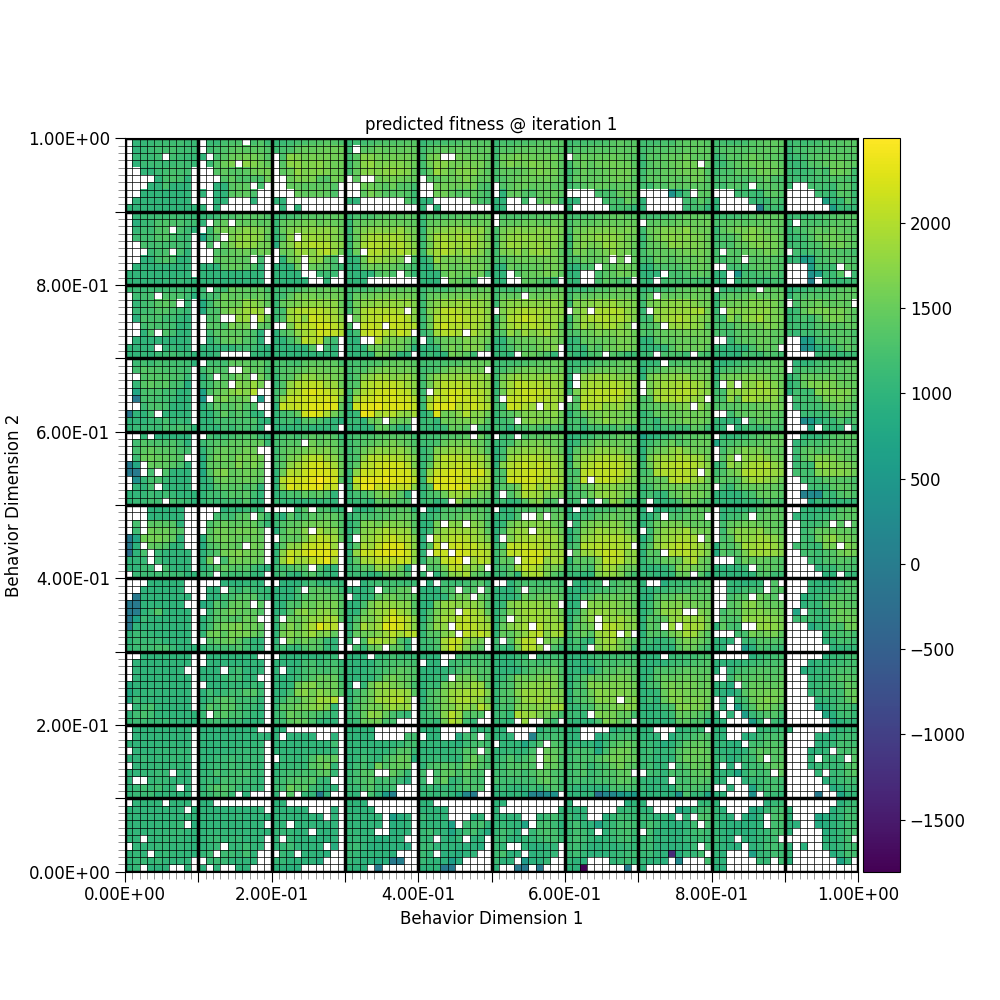 predicted fitness @ iteration 1
1.00E+00
8.00E-01
6.00E-01
4.00E-01
2.00E-01
0.00E+00
Behavior Dimension 2
0.00E+00 2.00E-01 4.00E-01 6.00E-01 8.00E-01 1.00E+00
Behavior Dimension 1
2000
1500
1000
500
0
−500
−1000
−1500